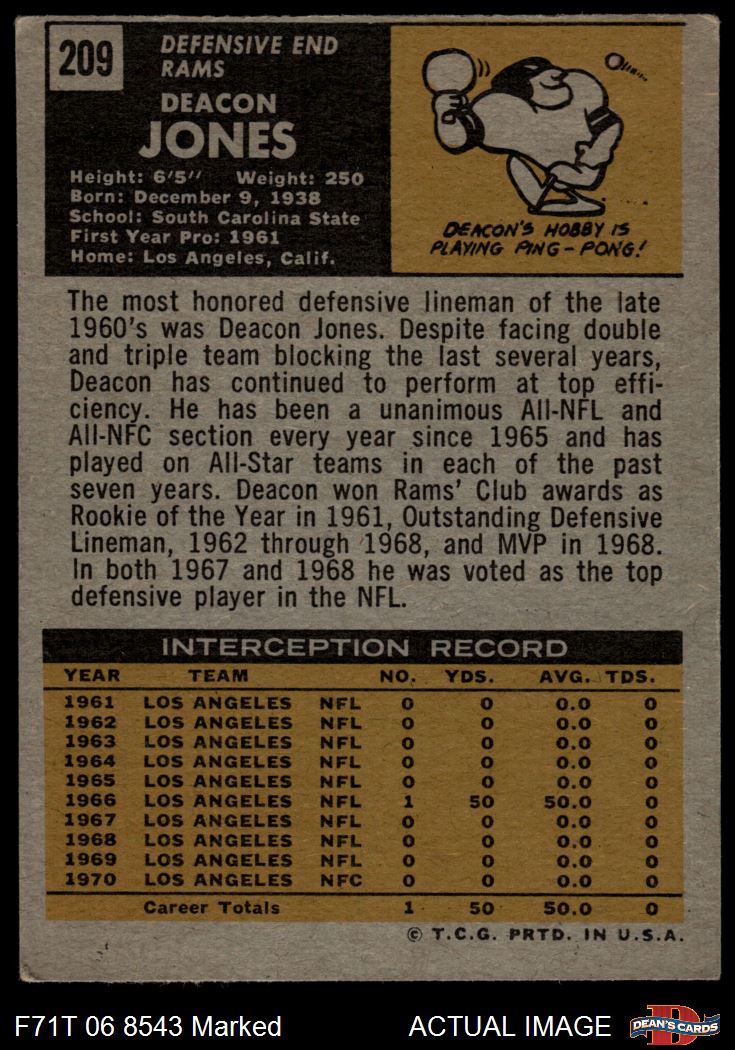 209
DEFENSIVE END
RAMS
DEACON
JONES
Height: 6'5" Weight: 250
Born: December 9, 1938
School: South Carolina State
First Year Pro: 1961
Home: Los Angeles, Calif.
DEACON'S HOBBY IS
PLAYING PING-PONG!
The most honored defensive lineman of the late
1960's was Deacon Jones. Despite facing double
and triple team blocking the last several years,
Deacon has continued to perform at top effi-
ciency. He has been a unanimous All-NFL and
All-NFC section every year since 1965 and has
played on All-Star teams in each of the past
seven years. Deacon won Rams' Club awards as
Rookie of the Year in 1961, Outstanding Defensive
Lineman, 1962 through 1968, and MVP in 1968.
In both 1967 and 1968 he was voted as the top
defensive player in the NFL.
INTERCEPTION RECORD
YEAR TEAM NO. YDS. AVG. TDS.
1961 LOS ANGELES NFL 0 0 0.0 0
1962 LOS ANGELES NFL 0 0 0.0 0
1963 LOS ANGELES NFL 0 0 0.0 0
1964 LOS ANGELES NFL 0 0 0.0 0
1965 LOS ANGELES NFL 0 0 0.0 0
1966 LOS ANGELES NFL 1 50 50.0 0
1967 LOS ANGELES NFL 0 0 0.0 0
1968 LOS ANGELES NFL 0 0 0.0 0
1969 LOS ANGELES NFL 0 0 0.0 0
1970 LOS ANGELES NFC 0 0 0.0 0
Career Totals 1 50 50.0 0
© T.C.G. PRTD. IN U.S.A.
F71T 06 8543 Marked
ACTUAL IMAGE
D
DEAN'S CARDS